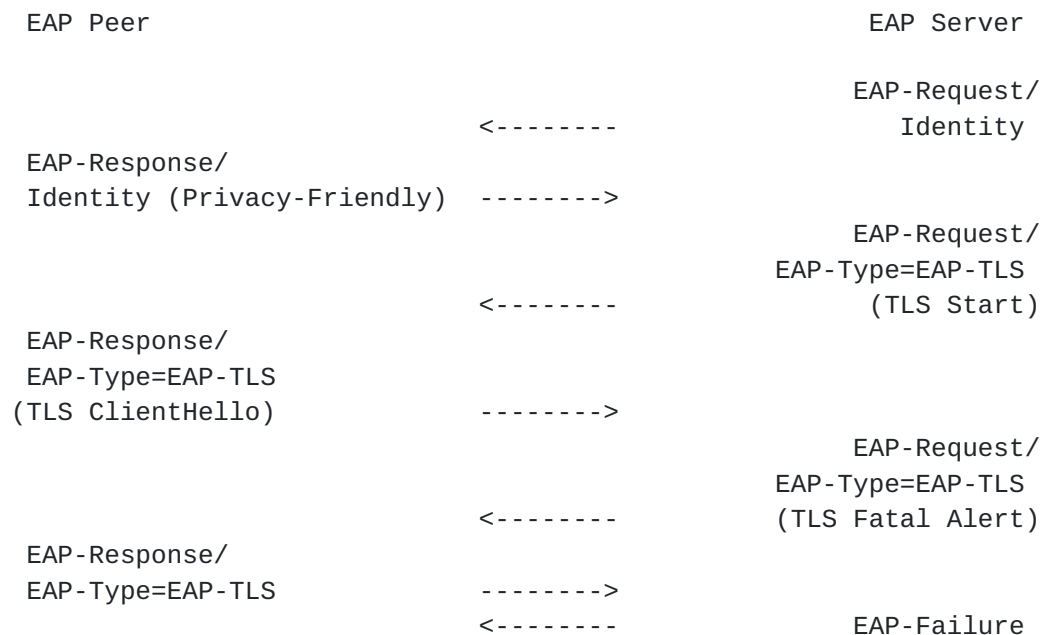 EAP Peer                                              EAP Server

                                                     EAP-Request/
                             <--------                  Identity
EAP-Response/
Identity (Privacy-Friendly)  -------->
                                                     EAP-Request/
                                                EAP-Type=EAP-TLS
                             <--------                (TLS Start)
EAP-Response/
EAP-Type=EAP-TLS
(TLS ClientHello)            -------->
                                                     EAP-Request/
                                                EAP-Type=EAP-TLS
                             <--------          (TLS Fatal Alert)
EAP-Response/
EAP-Type=EAP-TLS             -------->
                             <--------               EAP-Failure